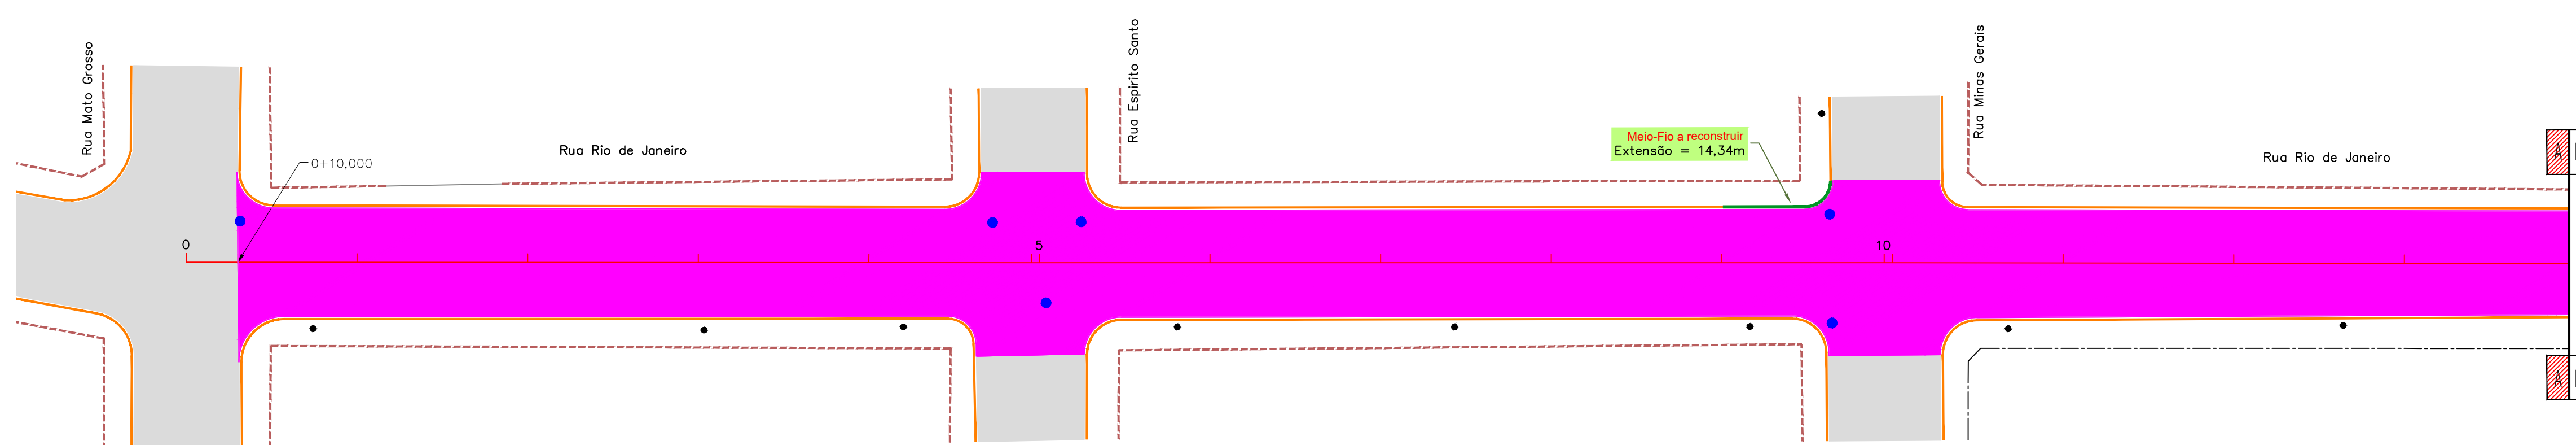 Rua Mato Grosso
Rua Espirito Santo
Rua Minas Gerais
0+10,000
Rua Rio de Janeiro
Meio-Fio a reconstruir
Extensão = 14,34m
Rua Rio de Janeiro
A
0
5
10
A